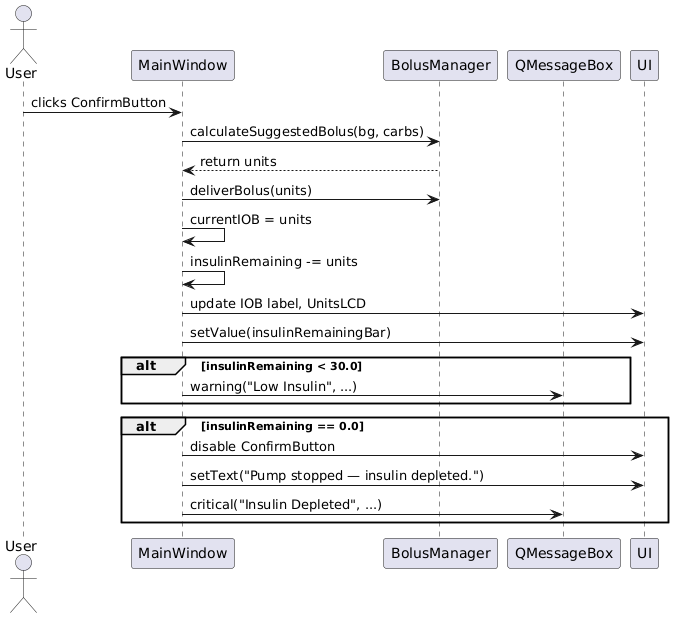 User
MainWindow
BolusManager
QMessageBox
UI
clicks ConfirmButton
calculateSuggestedBolus(bg, carbs)
return units
deliverBolus(units)
currentIOB = units
insulinRemaining -= units
update IOB label, UnitsLCD
setValue(insulinRemainingBar)
alt [insulinRemaining < 30.0]
warning("Low Insulin", ...)
alt [insulinRemaining == 0.0]
disable ConfirmButton
setText("Pump stopped — insulin depleted.")
critical("Insulin Depleted", ...)
User
MainWindow
BolusManager
QMessageBox
UI